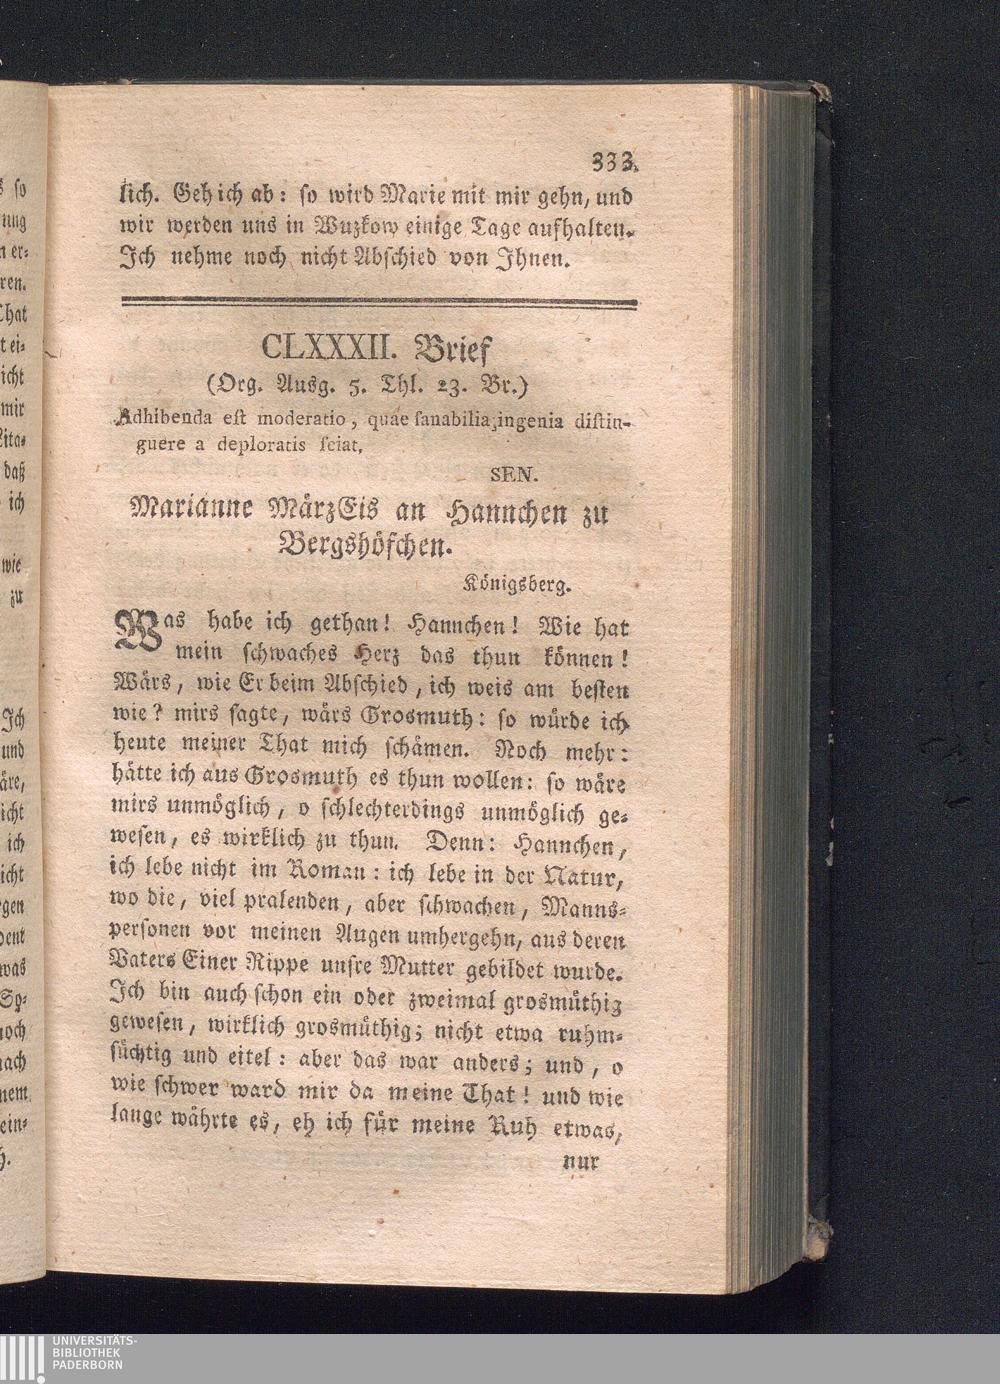 333
lich. Geh ich ab: so wird Marie mit mir gehn, und
wir werden uns in Wuzkow einige Tage aufhalten.
Ich nehme noch nicht Abschied von Ihnen.
CLXXXII. Brief
(Org. Ausg. 5. Thl. 23. Br.)
Adhibenda est moderatio, quae sanabilia ingenia distin-
guere a deploratis sciat,
SEN.
Marianne MärzEis an Hannchen zu
Bergshöfchen.
Königsberg.
Was habe ich gethan! Hannchen! Wie hat
mein schwaches Herz das thun können!
Wärs, wie Er beim Abschied, ich weis am besten
wie? mirs sagte, wärs Grosmuth: so würde ich
heute meiner That mich schämen. Noch mehr:
hätte ich aus Grosmuth es thun wollen: so wäre
mirs unmöglich, o schlechterdings unmöglich ge-
wesen, es wirklich zu thun. Denn: Hannchen,
ich lebe nicht im Roman: ich lebe in der Natur,
wo die, viel pralenden, aber schwachen, Manns-
personen vor meinen Augen umhergehn, aus deren
Vaters Einer Rippe unsre Mutter gebildet wurde.
Ich bin auch schon ein oder zweimal grosmüthig
gewesen, wirklich grosmüthig; nicht etwa ruhm-
süchtig und eitel: aber das war anders; und, o
wie schwer ward mir da meine That! und wie
lange währte es, eh ich für meine Ruh etwas,
nur
UNIVERSITÄTS-
BIBLIOTHEK
PADERBORN